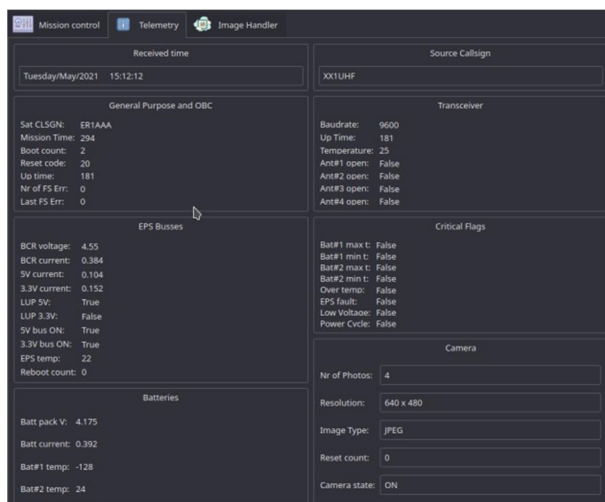 Mission control
Telemetry
Image Handler
Received time
Tuesday/May/2021 15:12:12
Source Callsign
XX1UHF
General Purpose and OBC
Sat CLSGN: ER1AAA
Mission Time: 294
Boot count: 2
Reset code: 20
Up time: 181
Nr of FS Err: 0
Last FS Err: 0
Transceiver
Baudrate: 9600
Up Time: 181
Temperature: 25
Ant#1 open: False
Ant#2 open: False
Ant#3 open: False
Ant#4 open: False
EPS Busses
BCR voltage: 4.55
BCR current: 0.384
5V current: 0.104
3.3V current: 0.152
LUP 5V: True
LUP 3.3V: False
5V bus ON: True
3.3V bus ON: True
EPS temp: 22
Reboot count: 0
Critical Flags
Bat#1 max t: False
Bat#1 min t: False
Bat#2 max t: False
Bat#2 min t: False
Over temp: False
EPS fault: False
Low Voltage: False
Power Cycle: False
Batteries
Batt pack V: 4.175
Batt current: 0.392
Bat#1 temp: -128
Bat#2 temp: 24
Camera
Nr of Photos: 4
Resolution: 640 x 480
Image Type: JPEG
Reset count: 0
Camera state: ON